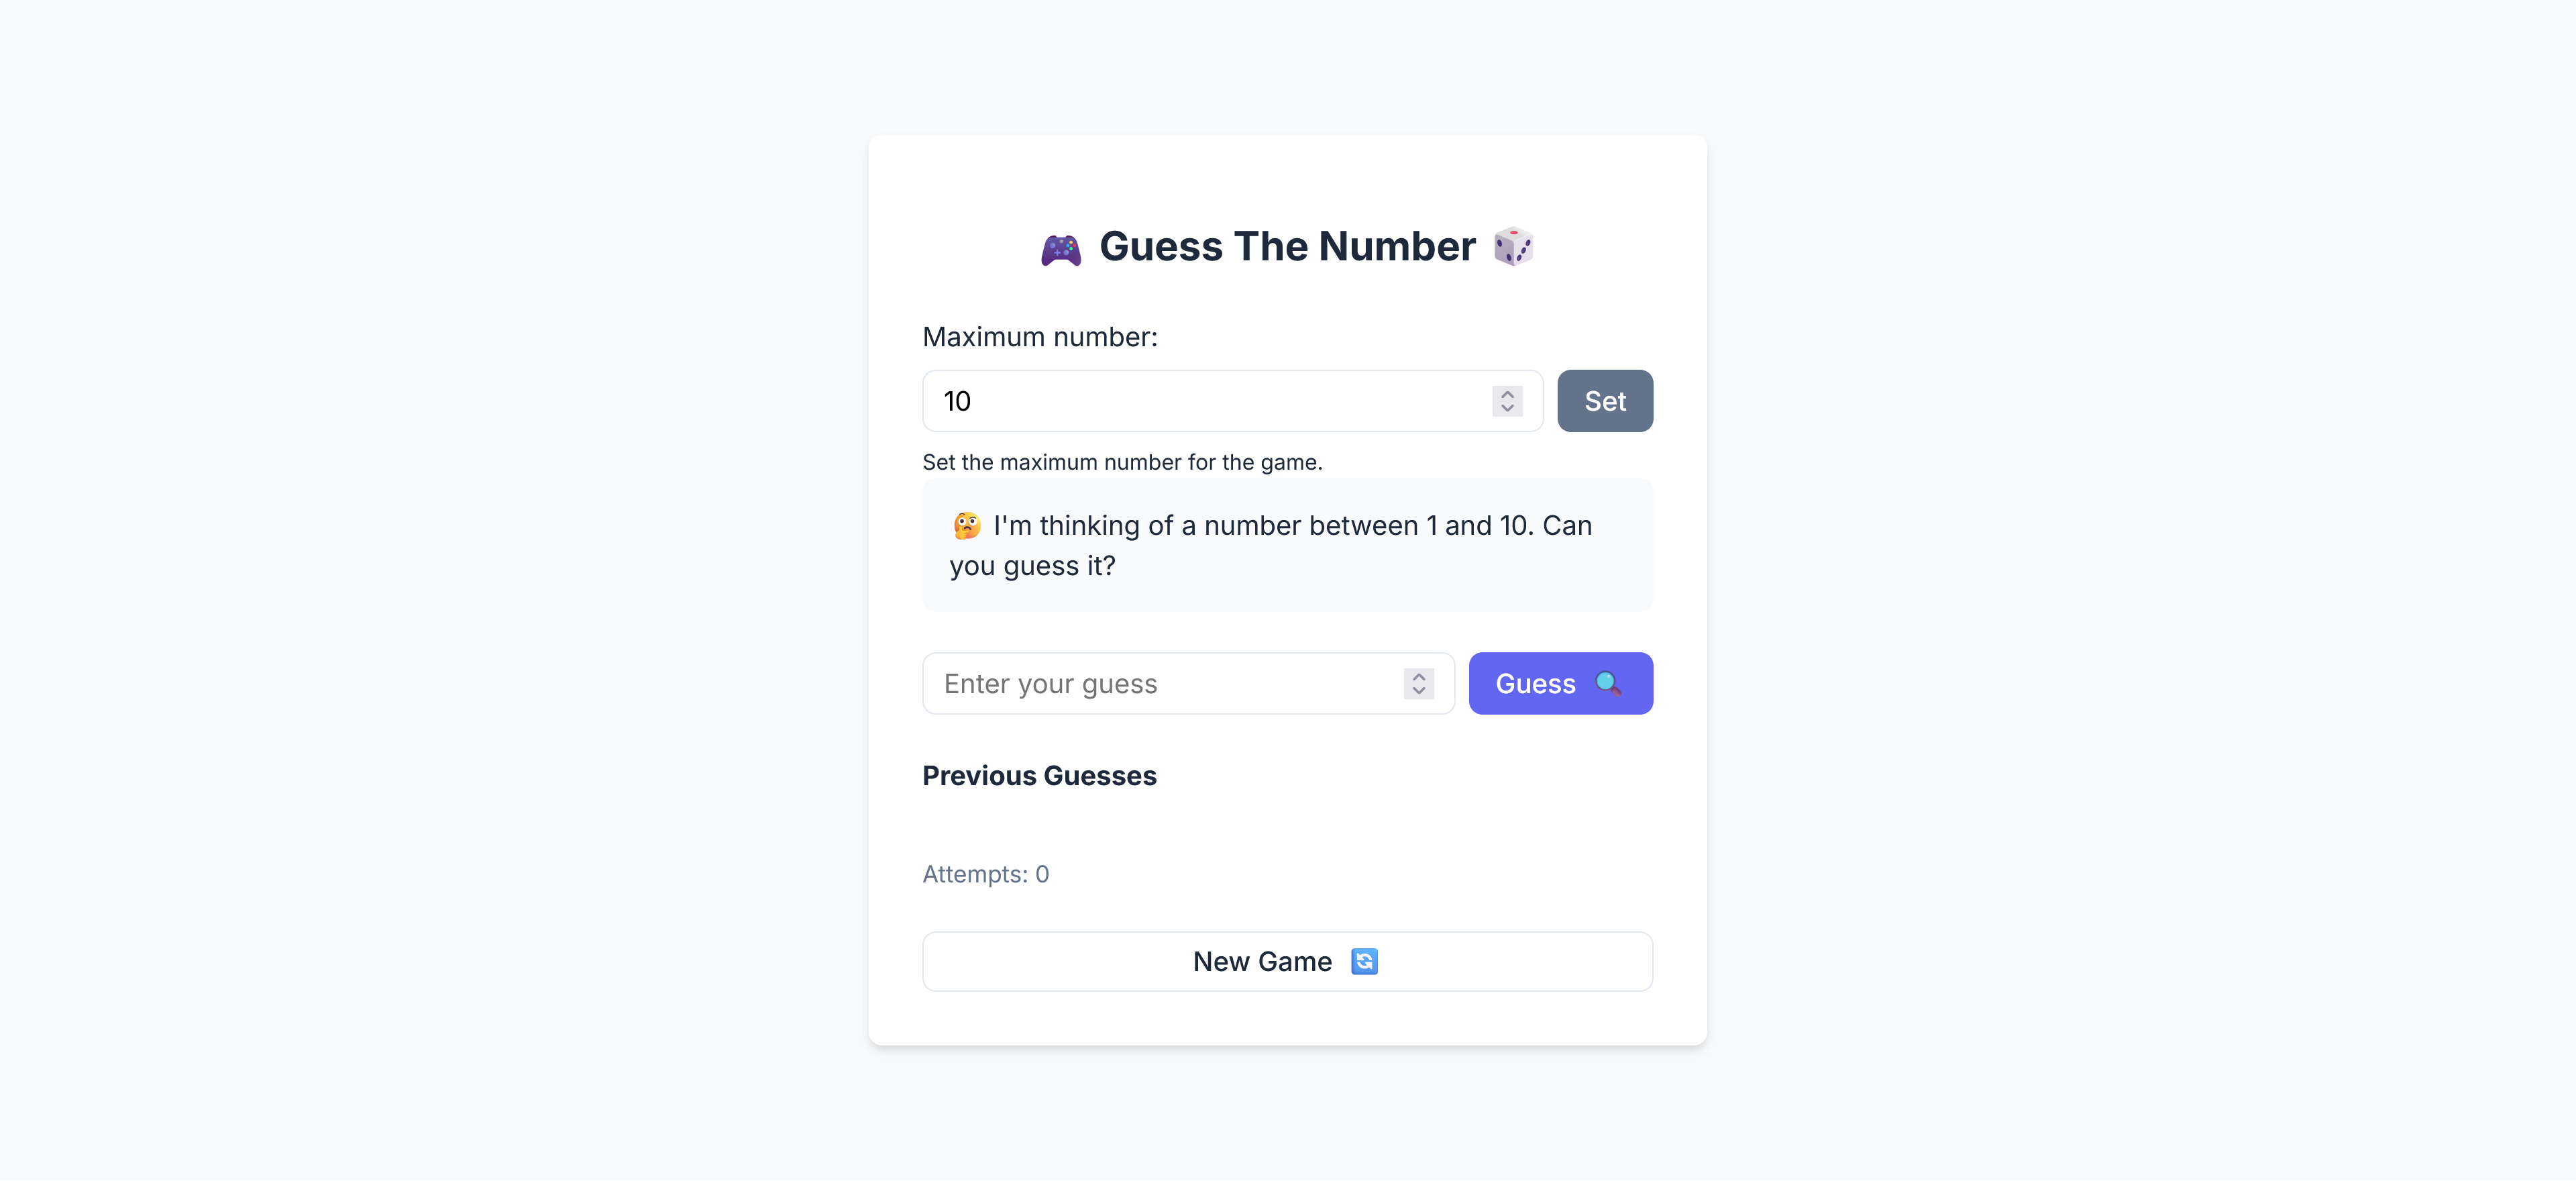 🎮 Guess The Number 🎲
Maximum number:
10
Set
Set the maximum number for the game.
🤔 I'm thinking of a number between 1 and 10. Can
you guess it?
Enter your guess
Guess 🔍
Previous Guesses
Attempts: 0
New Game 🔄